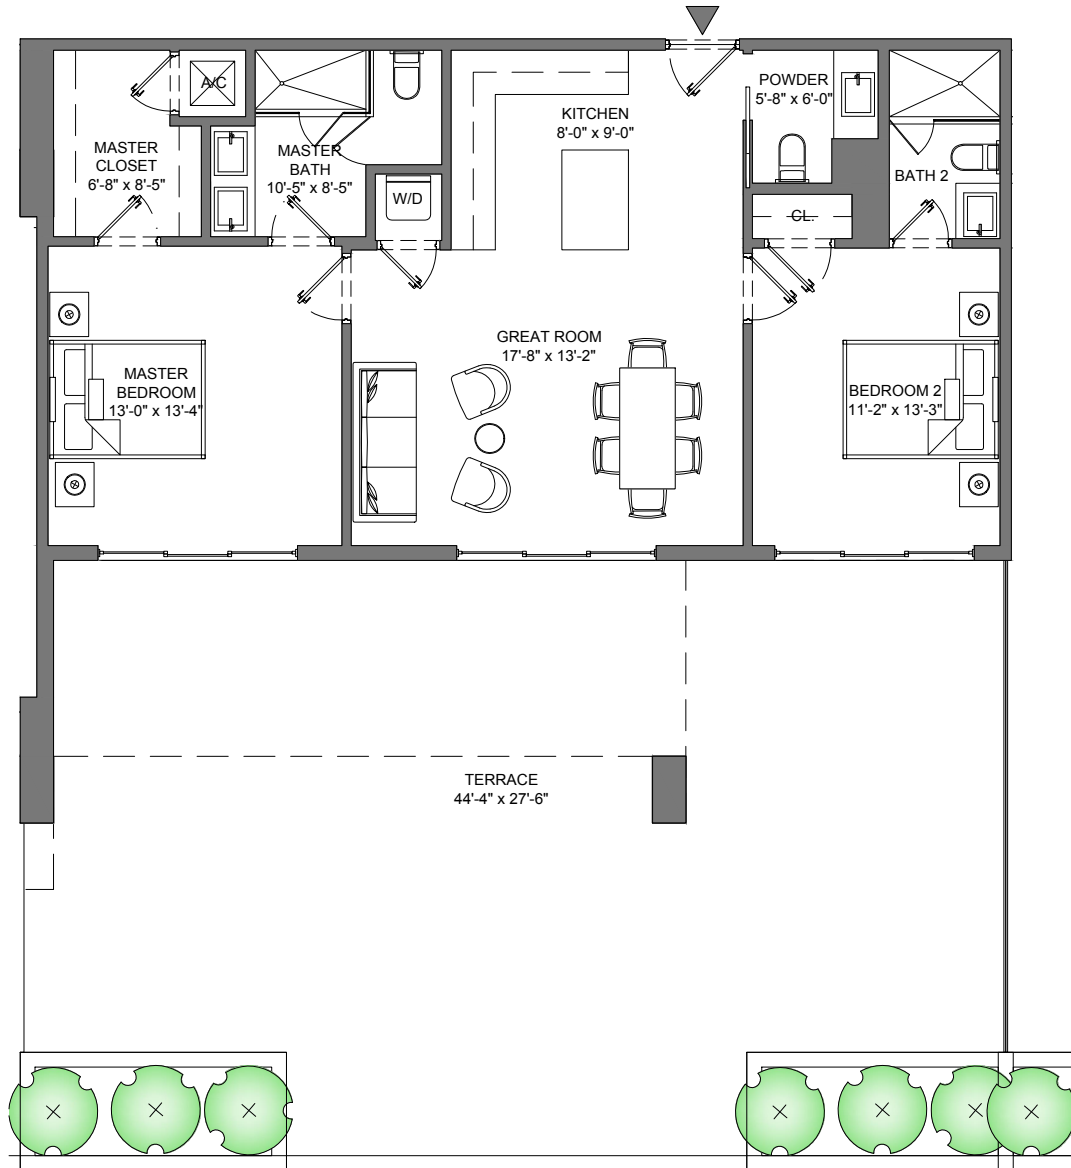 A/C
POWDER
5'-8" x 6'-0"
KITCHEN
8'-0" x 9'-0"
MASTER
CLOSET
6'-8" x 8'-5"
MASTER
BATH
10'-5" x 8'-5"
BATH 2
W/D
CL.
GREAT ROOM
17'-8" x 13'-2"
MASTER
BEDROOM
13'-0" x 13'-4"
BEDROOM 2
11'-2" x 13'-3"
TERRACE
44'-4" x 27'-6"